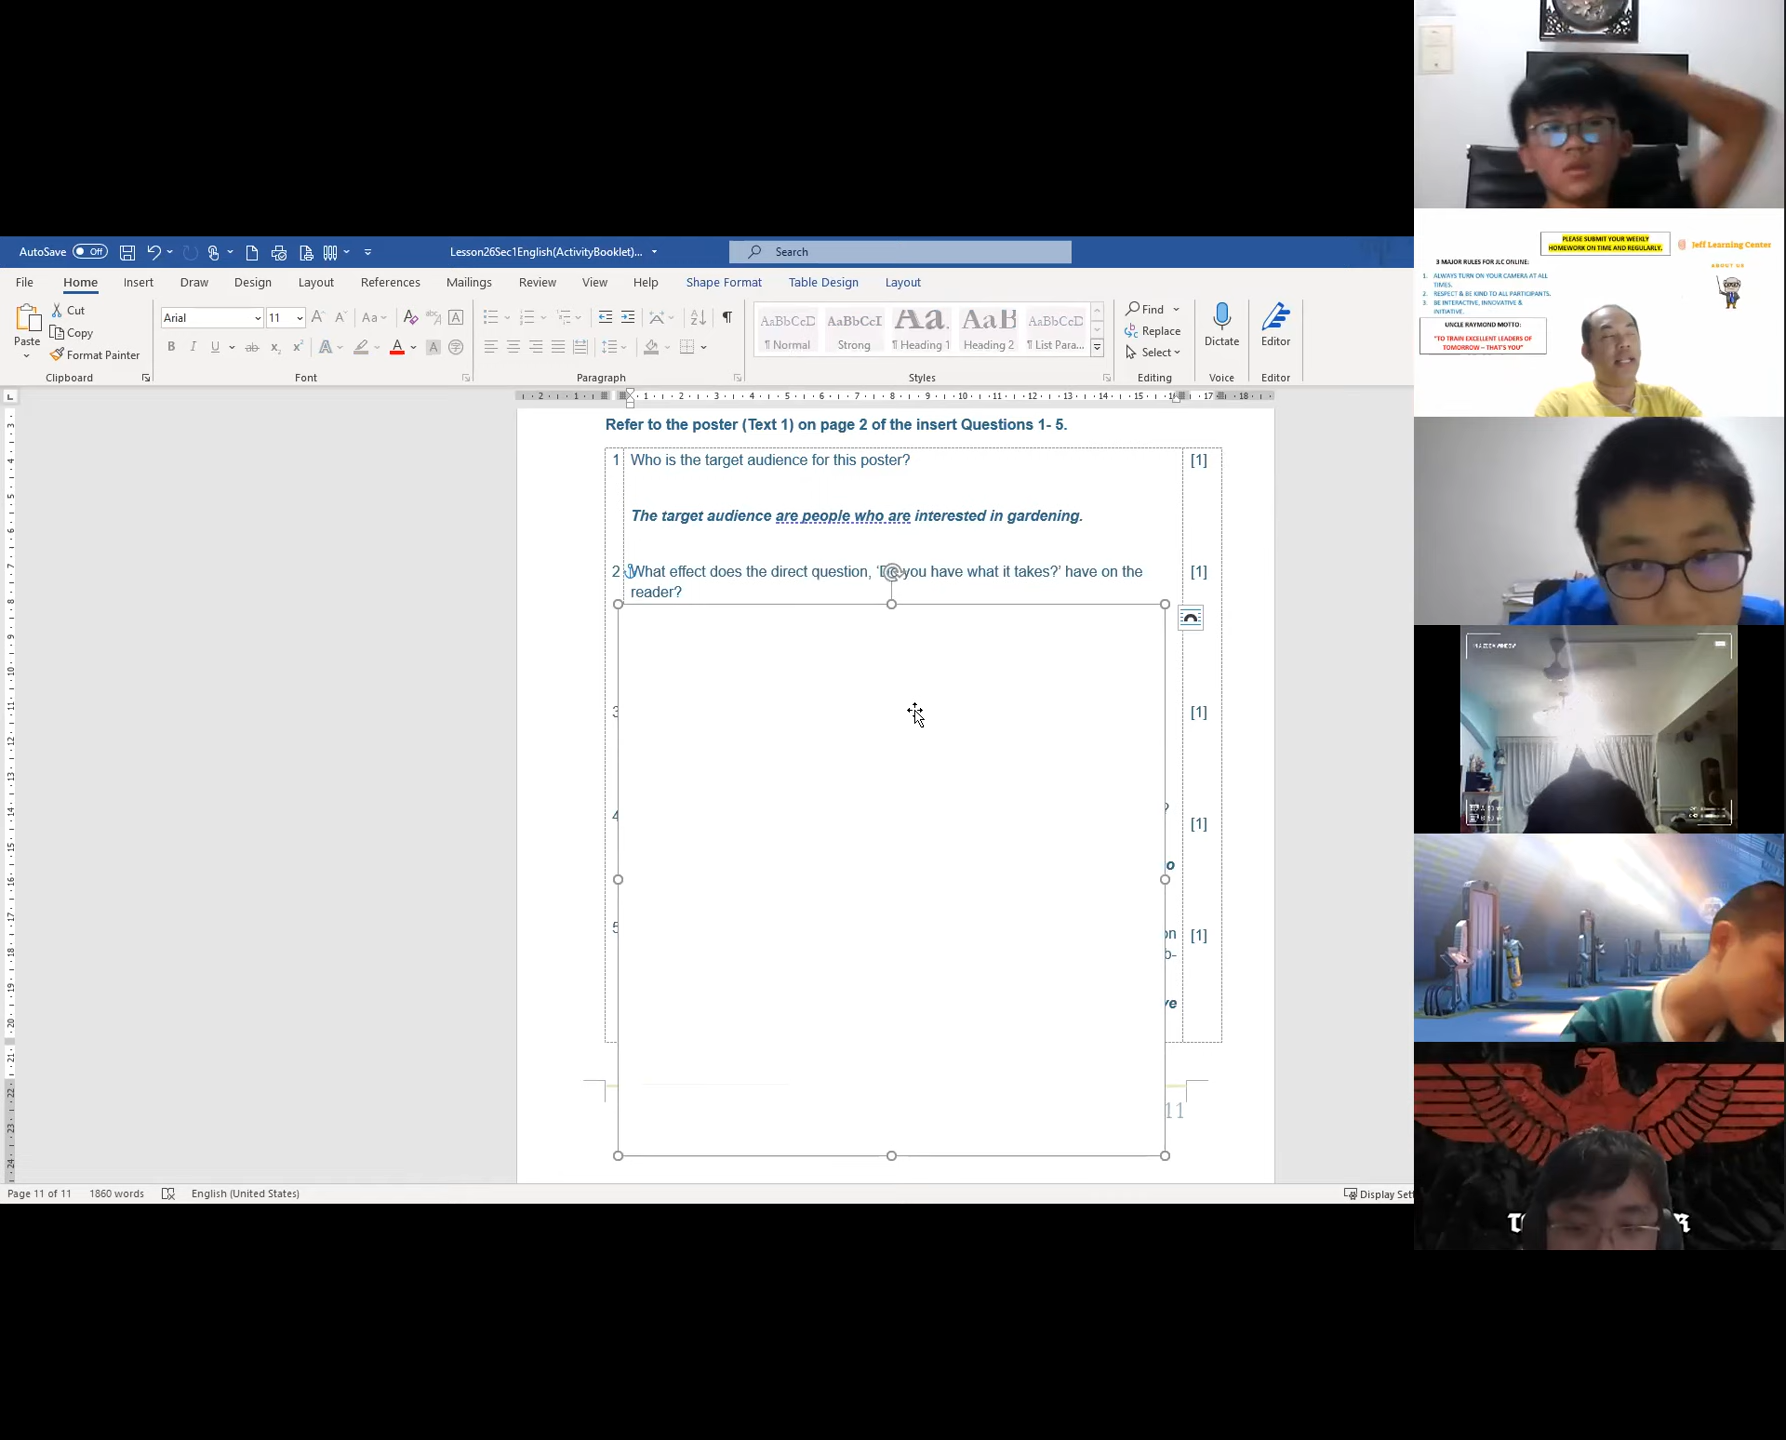 AutoSave Off
Lesson26Sec1English(ActivityBooklet)...
Search
File Home Insert Draw Design Layout References Mailings Review View Help Shape Format Table Design Layout
Paste
Cut
Copy
Format Painter
Clipboard
Arial 11
Font
Paragraph
AaBbCcD AaBbCcI AaBb AaBbCcD
¶ Normal Strong ¶ Heading 1 Heading 2 ¶ List Para...
Styles
Find
Replace
Select
Editing
Dictate
Voice
Editor
Editor
Refer to the poster (Text 1) on page 2 of the insert Questions 1- 5.
1 Who is the target audience for this poster? [1]
The target audience are people who are interested in gardening.
2 What effect does the direct question, ‘Do you have what it takes?’ have on the [1]
reader?
3 [1]
?
4 [1]
o
on
5 [1]
b-
ve
11
Page 11 of 11 1860 words English (United States)
Display Set
PLEASE SUBMIT YOUR WEEKLY
HOMEWORK ON TIME AND REGULARLY.
Jeff Learning Center
ABOUT US
3 MAJOR RULES FOR JLC ONLINE:
1. ALWAYS TURN ON YOUR CAMERA AT ALL
TIMES.
2. RESPECT & BE KIND TO ALL PARTICIPANTS.
3. BE INTERACTIVE, INNOVATIVE &
INITIATIVE.
UNCLE RAYMOND MOTTO:
"TO TRAIN EXCELLENT LEADERS OF
TOMORROW – THAT'S YOU"